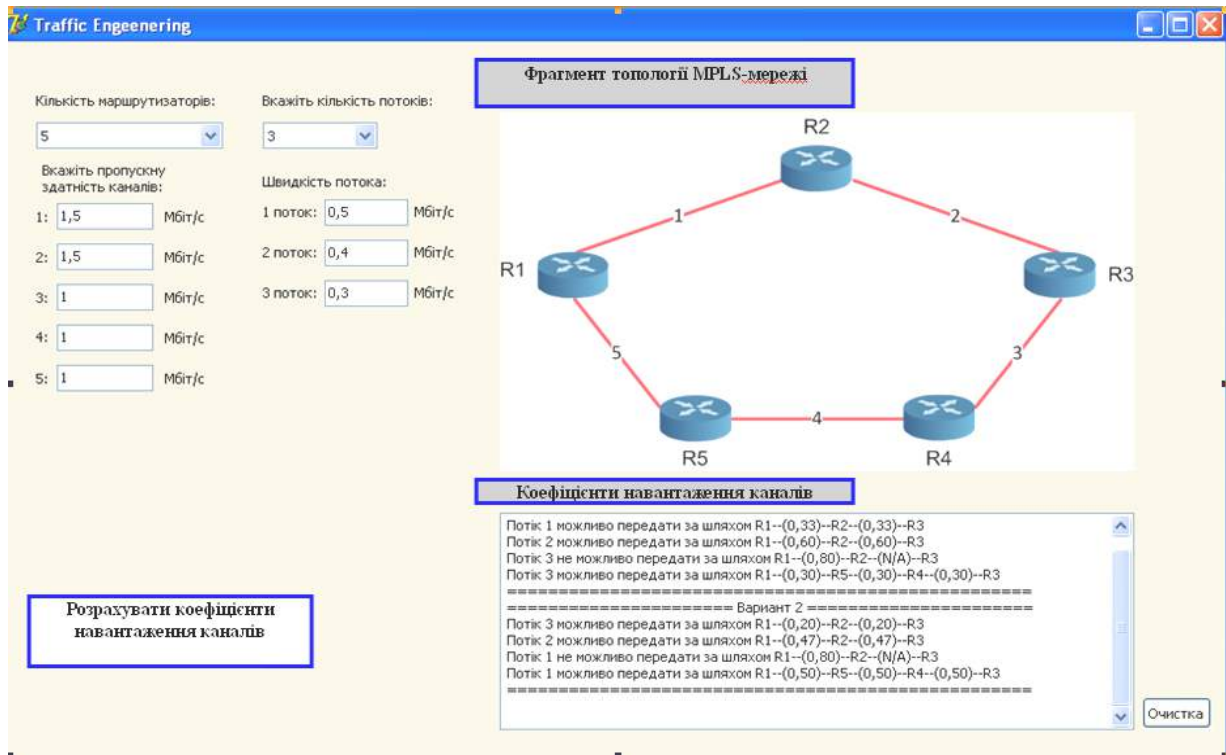 Traffic Engeenering
Фрагмент топології MPLS-мережі
Кількість маршрутизаторів:
5
Вкажіть кількість потоків:
3
Вкажіть пропускну
здатність каналів:
1: 1,5 Мбіт/с
2: 1,5 Мбіт/с
3: 1 Мбіт/с
4: 1 Мбіт/с
5: 1 Мбіт/с
Швидкість потока:
1 поток: 0,5 Мбіт/с
2 поток: 0,4 Мбіт/с
3 поток: 0,3 Мбіт/с
R2
1
2
R1
R3
5
3
4
R5
R4
Коефіцієнти навантаження каналів
Потік 1 можливо передати за шляхом R1--(0,33)--R2--(0,33)--R3
Потік 2 можливо передати за шляхом R1--(0,60)--R2--(0,60)--R3
Потік 3 не можливо передати за шляхом R1--(0,80)--R2--(N/A)--R3
Потік 3 можливо передати за шляхом R1--(0,30)--R5--(0,30)--R4--(0,30)--R3
===================================================
====================== Вариант 2 ======================
Потік 3 можливо передати за шляхом R1--(0,20)--R2--(0,20)--R3
Потік 2 можливо передати за шляхом R1--(0,47)--R2--(0,47)--R3
Потік 1 не можливо передати за шляхом R1--(0,80)--R2--(N/A)--R3
Потік 1 можливо передати за шляхом R1--(0,50)--R5--(0,50)--R4--(0,50)--R3
===================================================
Розрахувати коефіцієнти
навантаження каналів
Очистка